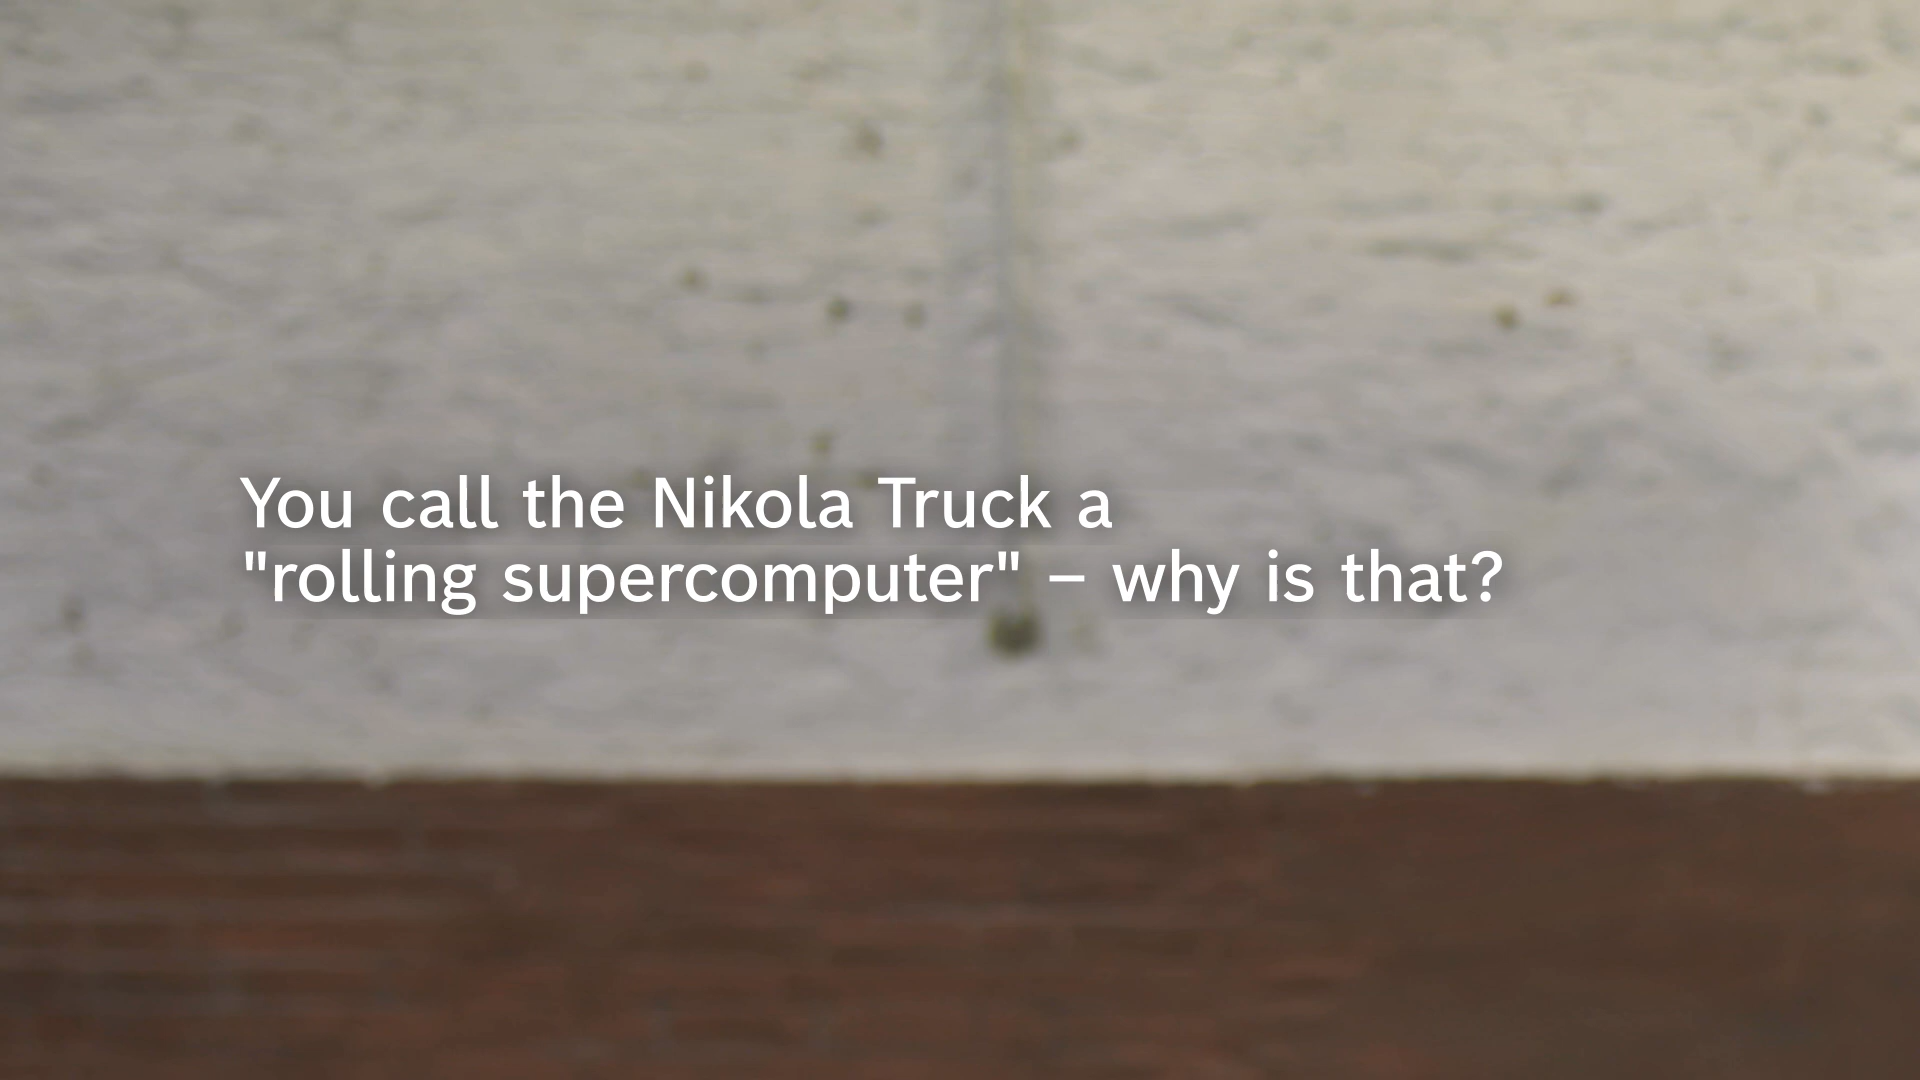 You call the Nikola Truck a
"rolling supercomputer" – why is that?